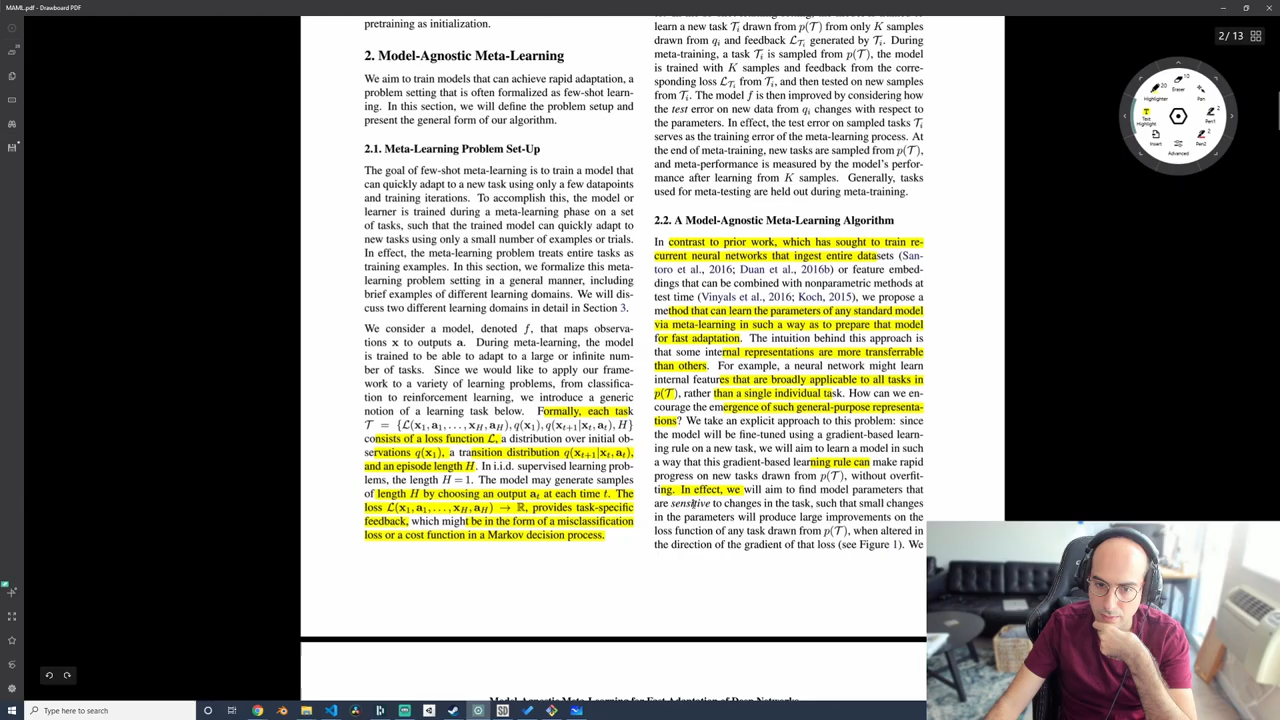 MAML.pdf - Drawboard PDF
2 / 13
20
Highlighter
10
Eraser
Pan
Text
Highlight
2
Pen1
Insert
2
Pen2
Advanced
pretraining as initialization.
2. Model-Agnostic Meta-Learning
We aim to train models that can achieve rapid adaptation, a
problem setting that is often formalized as few-shot learn-
ing. In this section, we will define the problem setup and
present the general form of our algorithm.
2.1. Meta-Learning Problem Set-Up
The goal of few-shot meta-learning is to train a model that
can quickly adapt to a new task using only a few datapoints
and training iterations. To accomplish this, the model or
learner is trained during a meta-learning phase on a set
of tasks, such that the trained model can quickly adapt to
new tasks using only a small number of examples or trials.
In effect, the meta-learning problem treats entire tasks as
training examples. In this section, we formalize this meta-
learning problem setting in a general manner, including
brief examples of different learning domains. We will dis-
cuss two different learning domains in detail in Section 3.
We consider a model, denoted f, that maps observa-
tions x to outputs a. During meta-learning, the model
is trained to be able to adapt to a large or infinite num-
ber of tasks. Since we would like to apply our frame-
work to a variety of learning problems, from classifica-
tion to reinforcement learning, we introduce a generic
notion of a learning task below. Formally, each task
𝒯 = {ℒ(x₁, a₁, . . . , x_H, a_H), q(x₁), q(xₜ₊₁|xₜ, aₜ), H}
consists of a loss function ℒ, a distribution over initial ob-
servations q(x₁), a transition distribution q(xₜ₊₁|xₜ, aₜ),
and an episode length H. In i.i.d. supervised learning prob-
lems, the length H = 1. The model may generate samples
of length H by choosing an output aₜ at each time t. The
loss ℒ(x₁, a₁, . . . , x_H, a_H) → ℝ, provides task-specific
feedback, which might be in the form of a misclassification
loss or a cost function in a Markov decision process.
learn a new task 𝒯ᵢ drawn from p(𝒯) from only K samples
drawn from qᵢ and feedback ℒ_𝒯ᵢ generated by 𝒯ᵢ. During
meta-training, a task 𝒯ᵢ is sampled from p(𝒯), the model
is trained with K samples and feedback from the corre-
sponding loss ℒ_𝒯ᵢ from 𝒯ᵢ, and then tested on new samples
from 𝒯ᵢ. The model f is then improved by considering how
the test error on new data from qᵢ changes with respect to
the parameters. In effect, the test error on sampled tasks 𝒯ᵢ
serves as the training error of the meta-learning process. At
the end of meta-training, new tasks are sampled from p(𝒯),
and meta-performance is measured by the model's perfor-
mance after learning from K samples. Generally, tasks
used for meta-testing are held out during meta-training.
2.2. A Model-Agnostic Meta-Learning Algorithm
In contrast to prior work, which has sought to train re-
current neural networks that ingest entire datasets (San-
toro et al., 2016; Duan et al., 2016b) or feature embed-
dings that can be combined with nonparametric methods at
test time (Vinyals et al., 2016; Koch, 2015), we propose a
method that can learn the parameters of any standard model
via meta-learning in such a way as to prepare that model
for fast adaptation. The intuition behind this approach is
that some internal representations are more transferrable
than others. For example, a neural network might learn
internal features that are broadly applicable to all tasks in
p(𝒯), rather than a single individual task. How can we en-
courage the emergence of such general-purpose representa-
tions? We take an explicit approach to this problem: since
the model will be fine-tuned using a gradient-based learn-
ing rule on a new task, we will aim to learn a model in such
a way that this gradient-based learning rule can make rapid
progress on new tasks drawn from p(𝒯), without overfit-
ting. In effect, we will aim to find model parameters that
are sensitive to changes in the task, such that small changes
in the parameters will produce large improvements on the
loss function of any task drawn from p(𝒯), when altered in
the direction of the gradient of that loss (see Figure 1). We
Model-Agnostic Meta-Learning for Fast Adaptation of Deep Networks
Type here to search